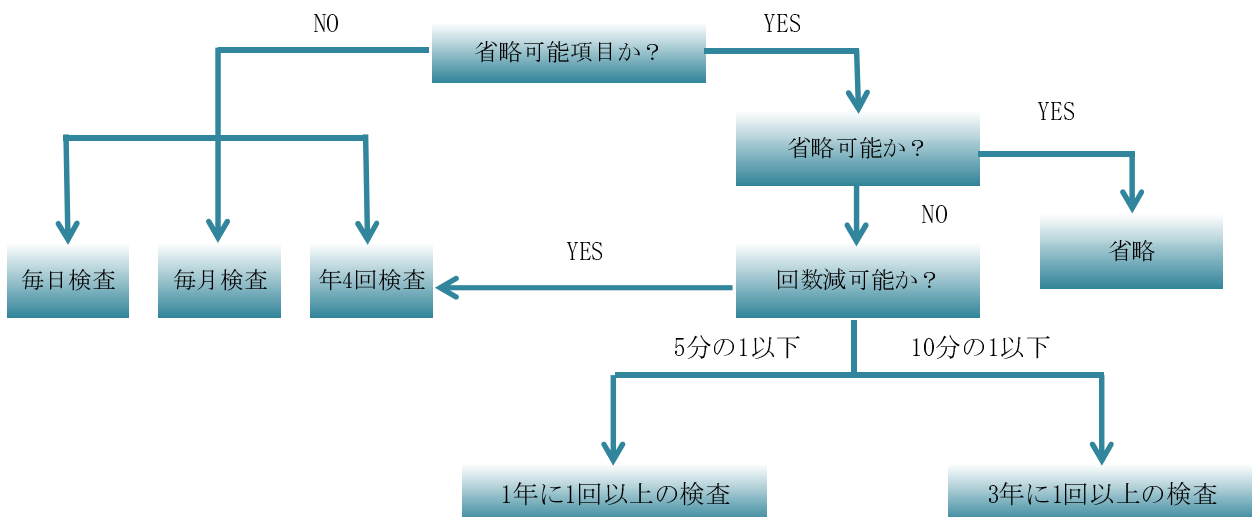 NO
省略可能項目か？
YES
省略可能か？
YES
NO
省略
毎日検査
毎月検査
年4回検査
YES
回数減可能か？
5分の1以下
10分の1以下
1年に1回以上の検査
3年に1回以上の検査